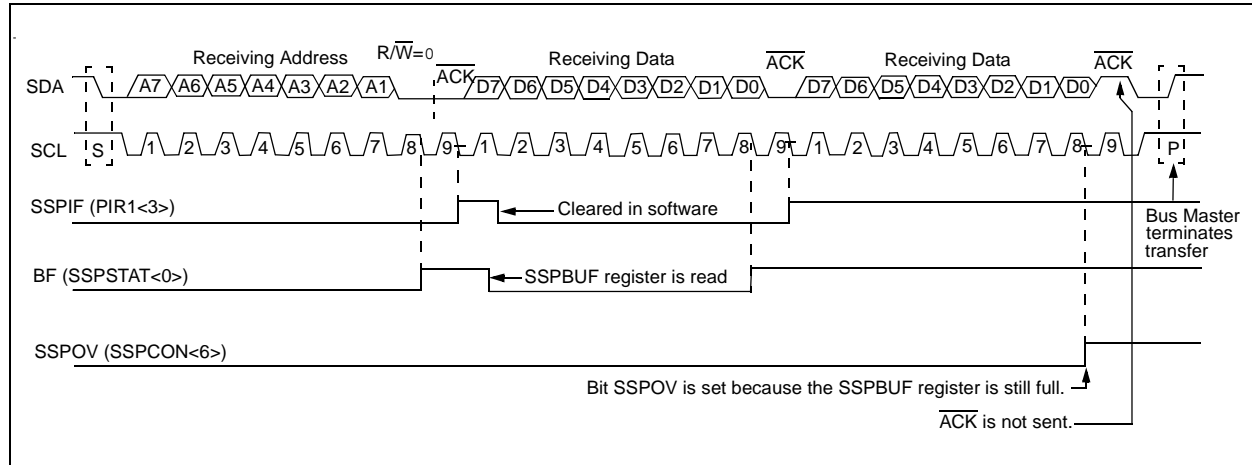 Receiving Address R/W=0 Receiving Data ACK Receiving Data ACK
ACK
SDA A7 A6 A5 A4 A3 A2 A1 D7 D6 D5 D4 D3 D2 D1 D0 D7 D6 D5 D4 D3 D2 D1 D0
SCL S 1 2 3 4 5 6 7 8 9 1 2 3 4 5 6 7 8 9 1 2 3 4 5 6 7 8 9 P
SSPIF (PIR1<3>)
Cleared in software
Bus Master
terminates
transfer
BF (SSPSTAT<0>)
SSPBUF register is read
SSPOV (SSPCON<6>)
Bit SSPOV is set because the SSPBUF register is still full.
ACK is not sent.